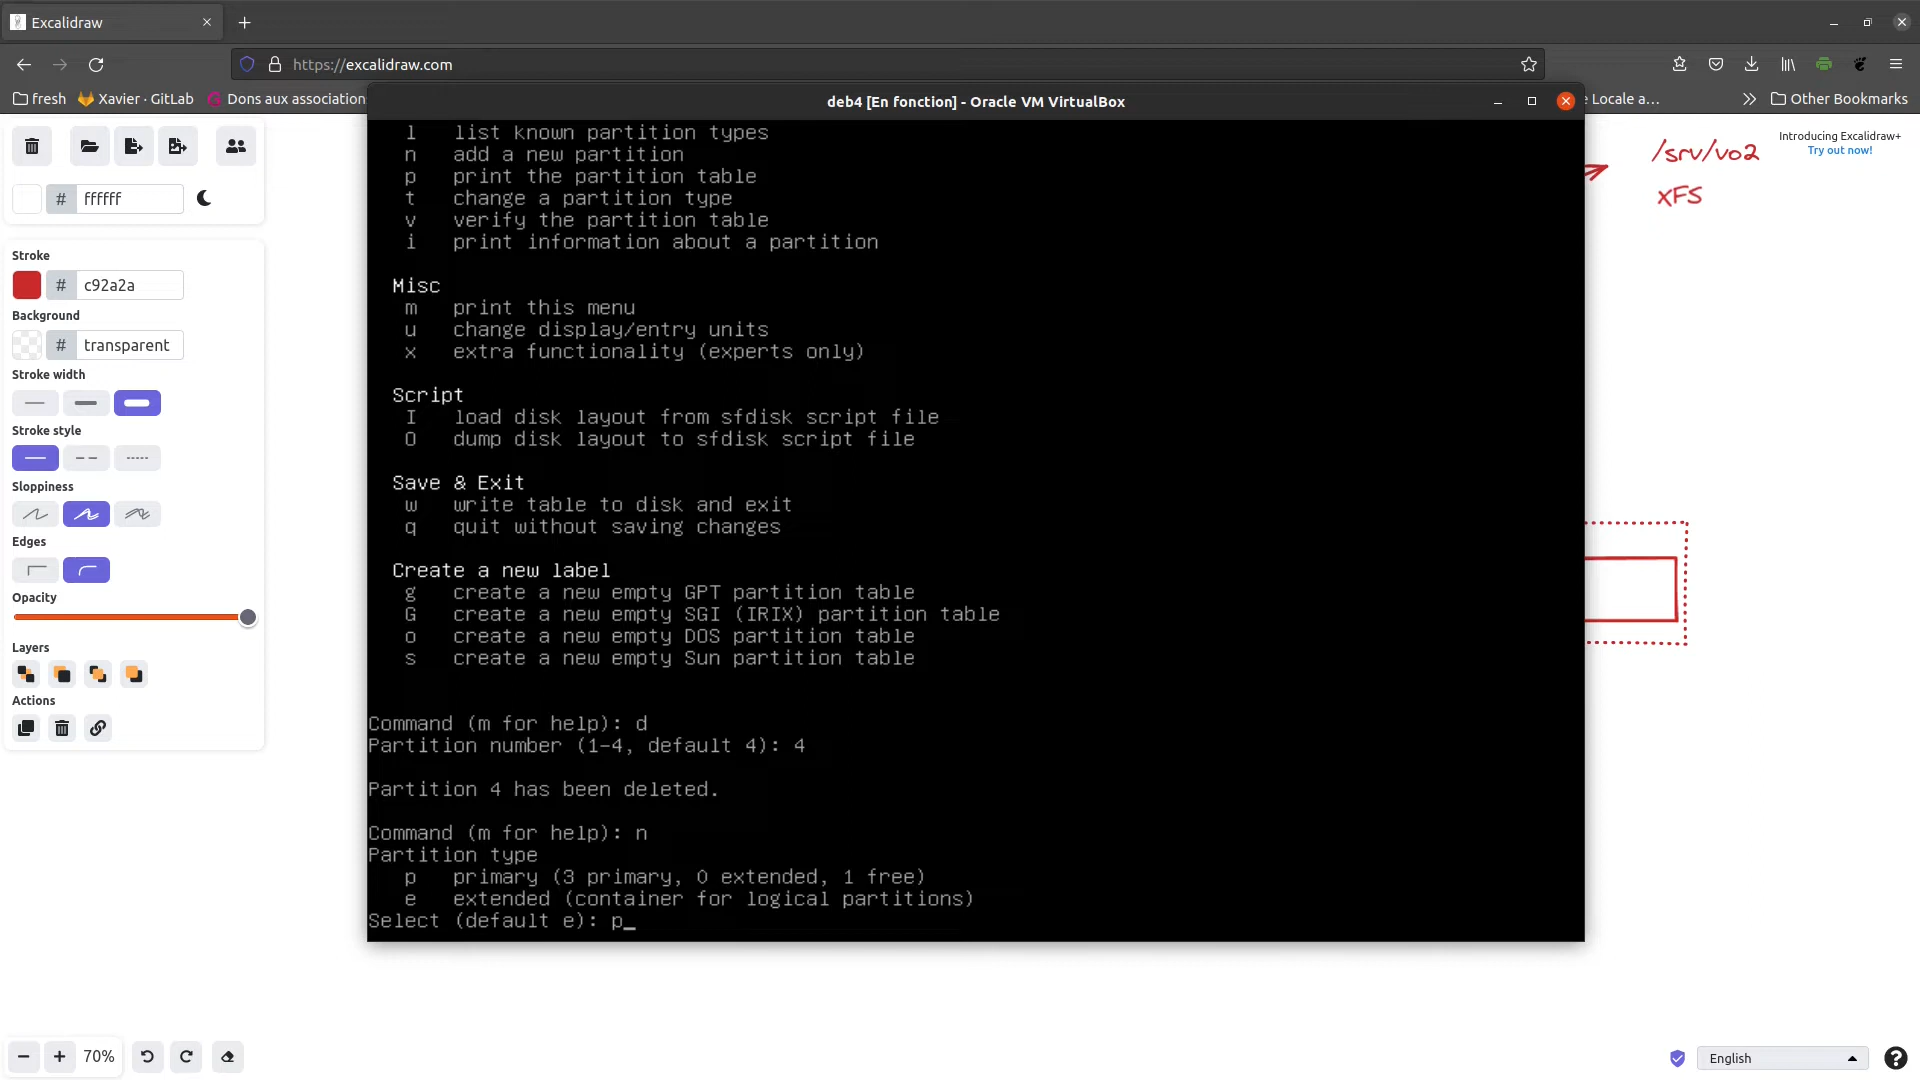 Excalidraw
https://excalidraw.com
fresh
Xavier · GitLab
Dons aux association
e Locale a…
Other Bookmarks
deb4 [En fonction] - Oracle VM VirtualBox
# ffffff
Stroke
# c92a2a
Background
# transparent
Stroke width
Stroke style
Sloppiness
Edges
Opacity
Layers
Actions
l list known partition types
n add a new partition
p print the partition table
t change a partition type
v verify the partition table
i print information about a partition
Misc
m print this menu
u change display/entry units
x extra functionality (experts only)
Script
I load disk layout from sfdisk script file
O dump disk layout to sfdisk script file
Save & Exit
w write table to disk and exit
q quit without saving changes
Create a new label
g create a new empty GPT partition table
G create a new empty SGI (IRIX) partition table
o create a new empty DOS partition table
s create a new empty Sun partition table
Command (m for help): d
Partition number (1-4, default 4): 4
Partition 4 has been deleted.
Command (m for help): n
Partition type
p primary (3 primary, 0 extended, 1 free)
e extended (container for logical partitions)
Select (default e): p_
/srv/vo2
XFS
Introducing Excalidraw+
Try out now!
70%
English